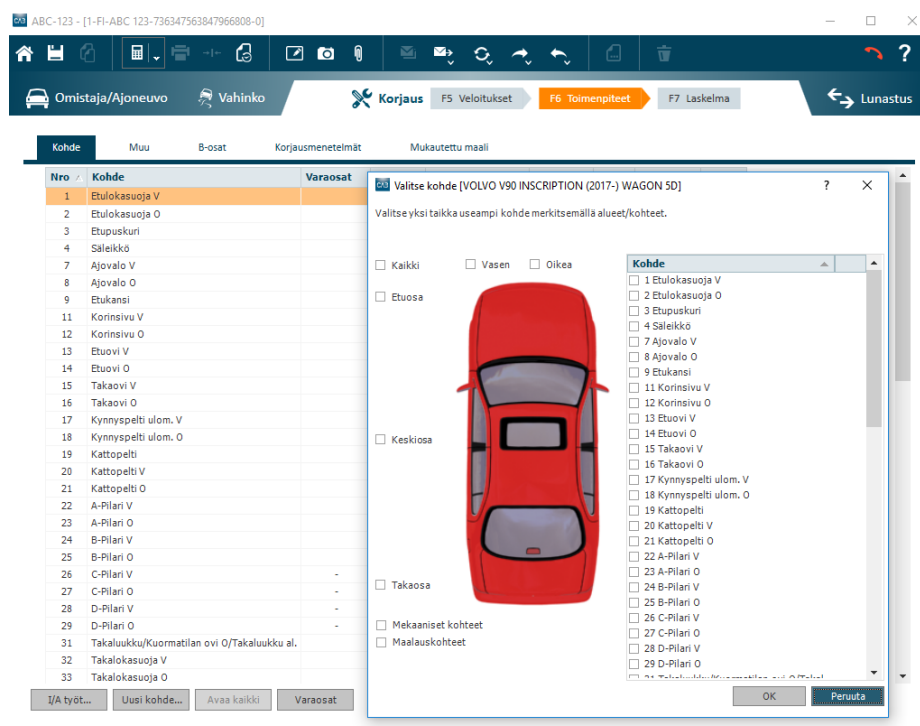 CAB ABC-123 - [1-FI-ABC 123-736347563847966808-0]
Omistaja/Ajoneuvo Vahinko Korjaus F5 Veloitukset F6 Toimenpiteet F7 Laskelma Lunastus
Kohde Muu B-osat Korjausmenetelmät Mukautettu maali
Nro Kohde Varaosat
1 Etulokasuoja V
2 Etulokasuoja O
3 Etupuskuri
4 Säleikkö
7 Ajovalo V
8 Ajovalo O
9 Etukansi
11 Korinsivu V
12 Korinsivu O
13 Etuovi V
14 Etuovi O
15 Takaovi V
16 Takaovi O
17 Kynnyspelti ulom. V
18 Kynnyspelti ulom. O
19 Kattopelti
20 Kattopelti V
21 Kattopelti O
22 A-Pilari V
23 A-Pilari O
24 B-Pilari V
25 B-Pilari O
26 C-Pilari V -
27 C-Pilari O -
28 D-Pilari V -
29 D-Pilari O -
31 Takaluukku/Kuormatilan ovi O/Takaluukku al.
32 Takalokasuoja V
33 Takalokasuoja O
I/A työt... Uusi kohde... Avaa kaikki Varaosat
CAB Valitse kohde [VOLVO V90 INSCRIPTION (2017-) WAGON 5D] ?
Valitse yksi taikka useampi kohde merkitsemällä alueet/kohteet.
Kaikki Vasen Oikea
Etuosa
Keskiosa
Takaosa
Mekaaniset kohteet
Maalauskohteet
Kohde
1 Etulokasuoja V
2 Etulokasuoja O
3 Etupuskuri
4 Säleikkö
7 Ajovalo V
8 Ajovalo O
9 Etukansi
11 Korinsivu V
12 Korinsivu O
13 Etuovi V
14 Etuovi O
15 Takaovi V
16 Takaovi O
17 Kynnyspelti ulom. V
18 Kynnyspelti ulom. O
19 Kattopelti
20 Kattopelti V
21 Kattopelti O
22 A-Pilari V
23 A-Pilari O
24 B-Pilari V
25 B-Pilari O
26 C-Pilari V
27 C-Pilari O
28 D-Pilari V
29 D-Pilari O
OK Peruuta